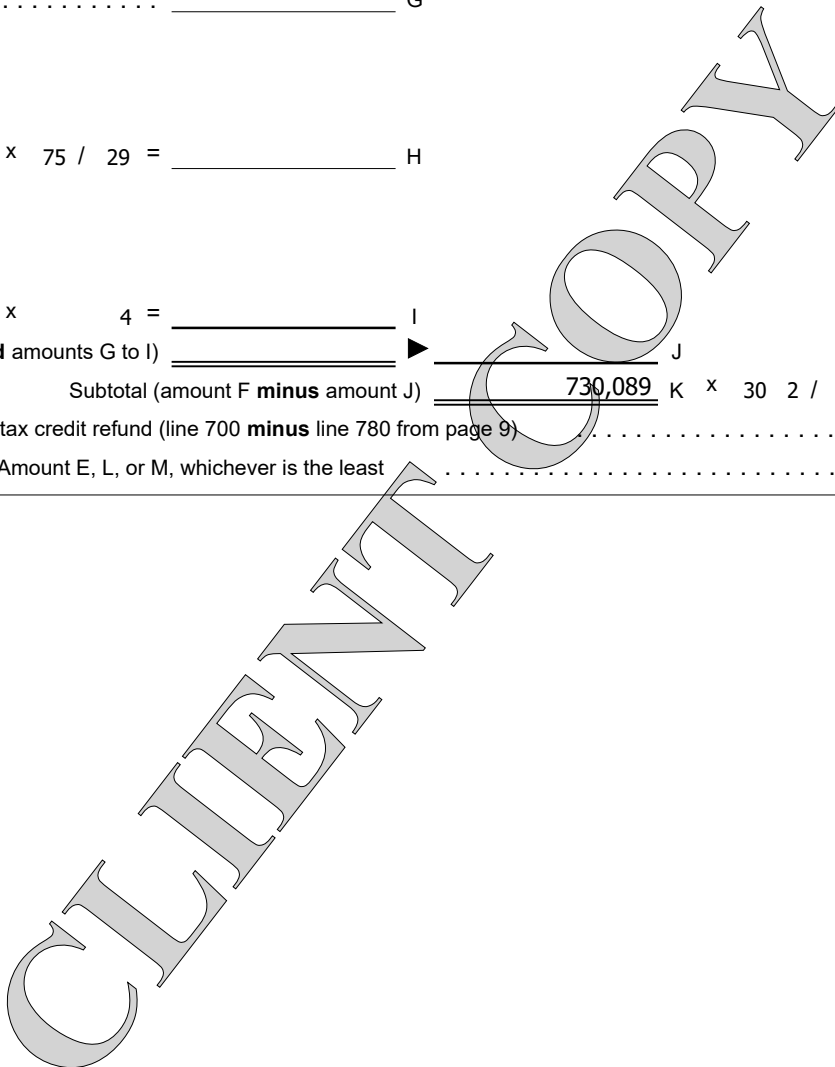 . . . . . . . . . . . . G
x 75 / 29 = H
x 4 = I
amounts G to I) ► J
Subtotal (amount F minus amount J) 730,089 K x 30 2 /
tax credit refund (line 700 minus line 780 from page 9) . . . . . . . . . . . . . . . .
Amount E, L, or M, whichever is the least . . . . . . . . . . . . . . . . . . . . . . . . . .
CLIENT COPY